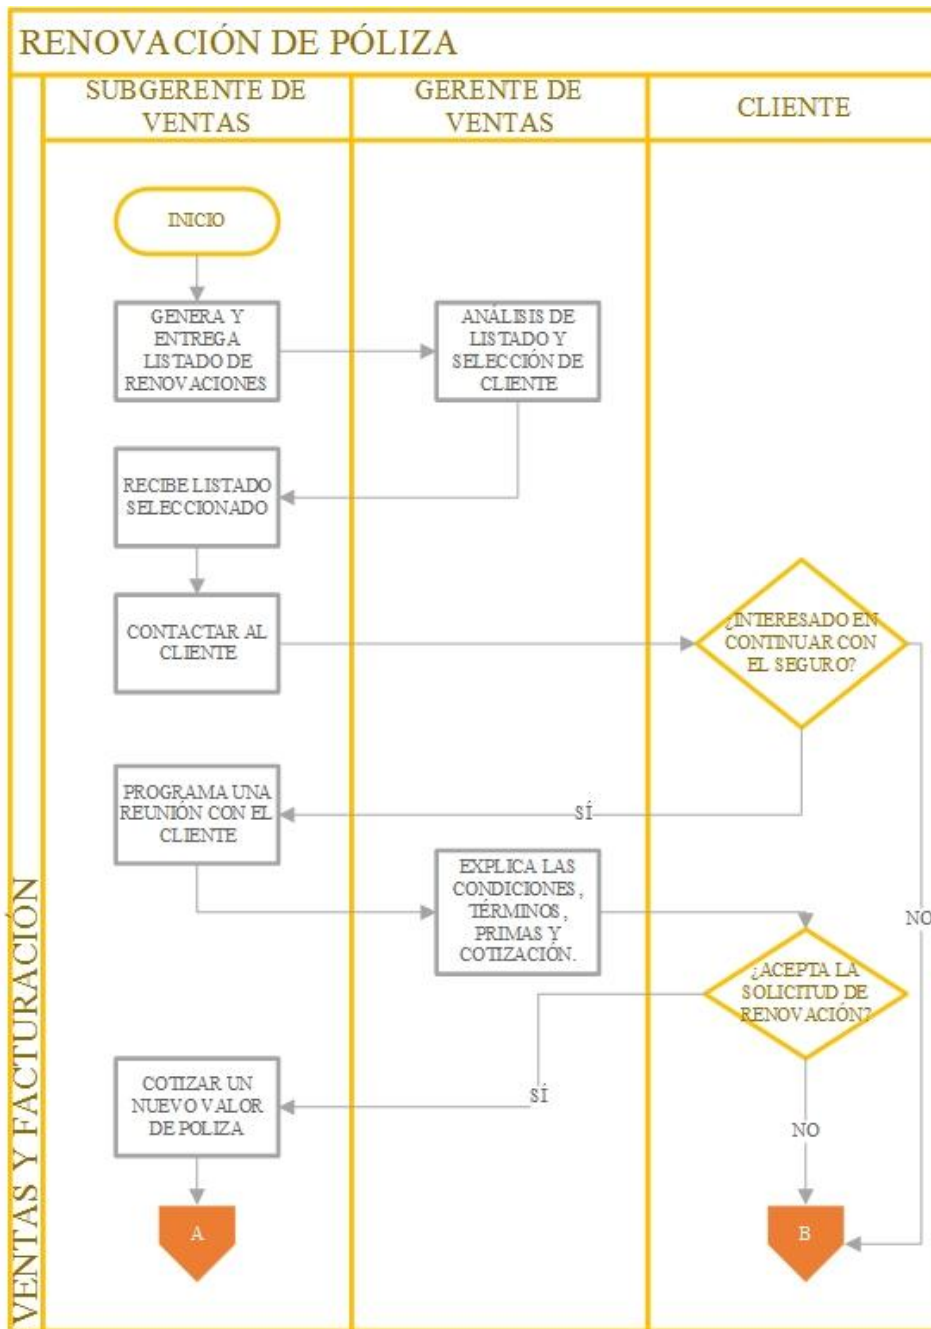 RENOVACIÓN DE PÓLIZA
SUBGERENTE DE
VENTAS
GERENTE DE
VENTAS
CLIENTE
VENTAS Y FACTURACIÓN
INICIO
GENERA Y
ENTREGA
LISTADO DE
RENOVACIONES
ANÁLISIS DE
LISTADO Y
SELECCIÓN DE
CLIENTE
RECIBE LISTADO
SELECCIONADO
CONTACTAR AL
CLIENTE
¿INTERESADO EN
CONTINUAR CON
EL SEGURO?
PROGRAMA UNA
REUNIÓN CON EL
CLIENTE
SÍ
EXPLICA LAS
CONDICIONES,
TÉRMINOS,
PRIMAS Y
COTIZACIÓN.
NO
¿ACEPTA LA
SOLICITUD DE
RENOVACIÓN?
COTIZAR UN
NUEVO VALOR
DE POLIZA
SÍ
NO
A
B